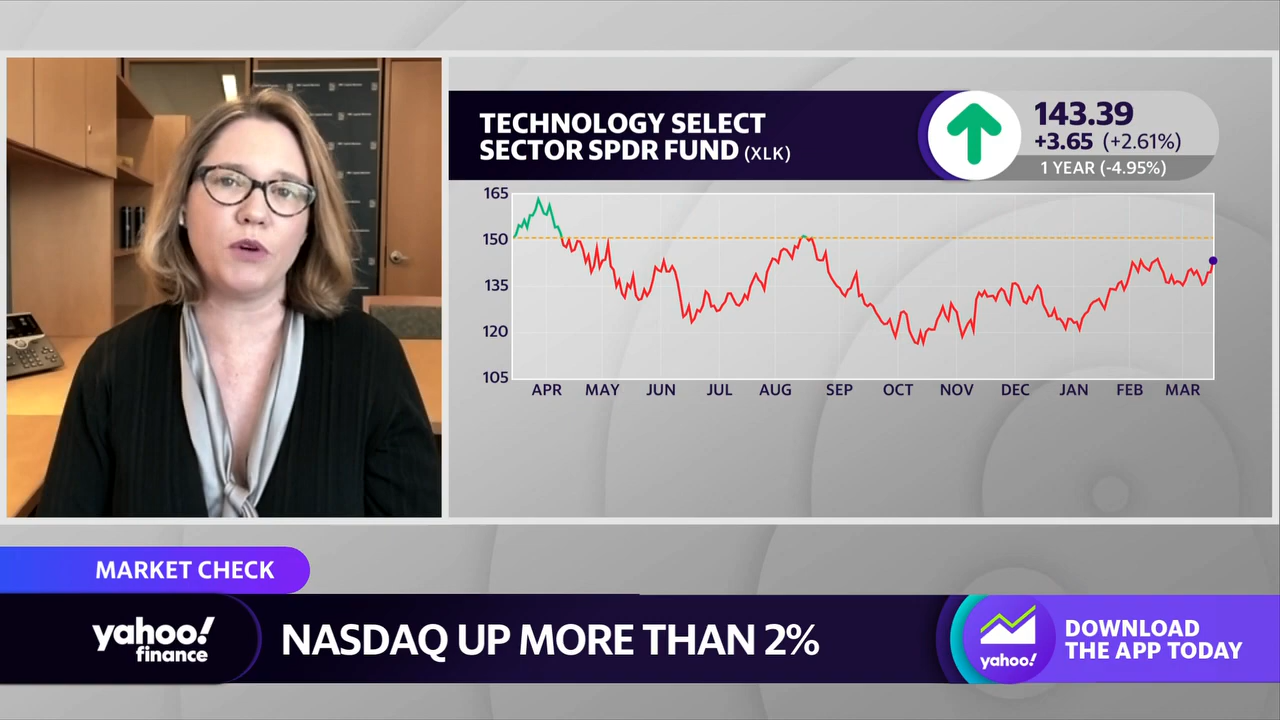 TECHNOLOGY SELECT
SECTOR SPDR FUND (XLK)
143.39
+3.65 (+2.61%)
1 YEAR (-4.95%)
165
150
135
120
105
APR MAY JUN JUL AUG SEP OCT NOV DEC JAN FEB MAR
MARKET CHECK
yahoo!
finance
NASDAQ UP MORE THAN 2%
yahoo!
DOWNLOAD
THE APP TODAY